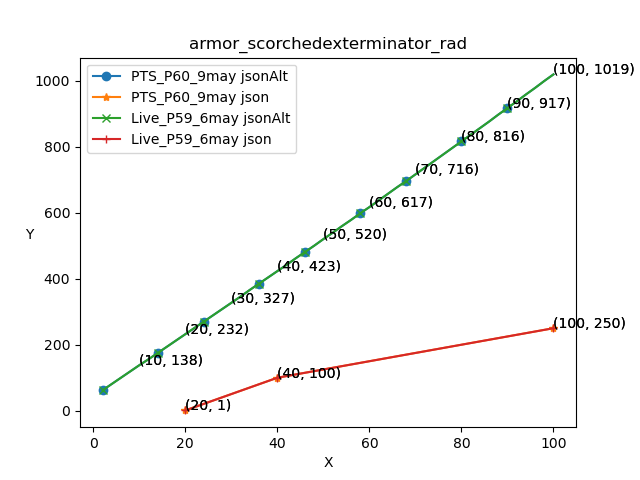 armor_scorchedexterminator_rad
PTS_P60_9may jsonAlt
PTS_P60_9may json
Live_P59_6may jsonAlt
Live_P59_6may json
(100, 1019)
(90, 917)
(80, 816)
(70, 716)
(60, 617)
(50, 520)
(40, 423)
(30, 327)
(20, 232)
(10, 138)
(100, 250)
(40, 100)
(20, 1)
1000
800
600
400
200
0
Y
0 20 40 60 80 100
X